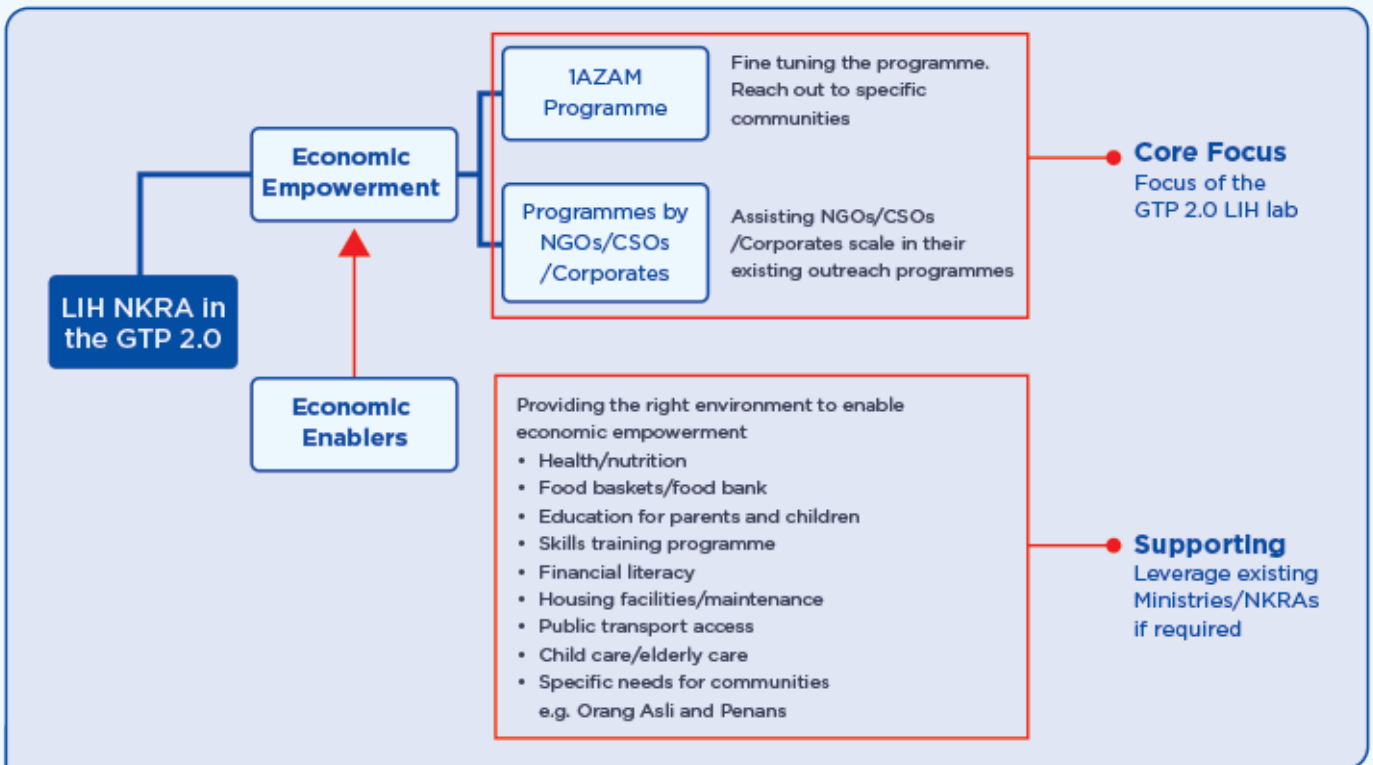 LIH NKRA in
the GTP 2.0
Economic
Empowerment
1AZAM
Programme
Fine tuning the programme.
Reach out to specific
communities
Programmes by
NGOs/CSOs
/Corporates
Assisting NGOs/CSOs
/Corporates scale in their
existing outreach programmes
Core Focus
Focus of the
GTP 2.0 LIH lab
Economic
Enablers
Providing the right environment to enable
economic empowerment
• Health/nutrition
• Food baskets/food bank
• Education for parents and children
• Skills training programme
• Financial literacy
• Housing facilities/maintenance
• Public transport access
• Child care/elderly care
• Specific needs for communities
e.g. Orang Asli and Penans
Supporting
Leverage existing
Ministries/NKRAs
if required